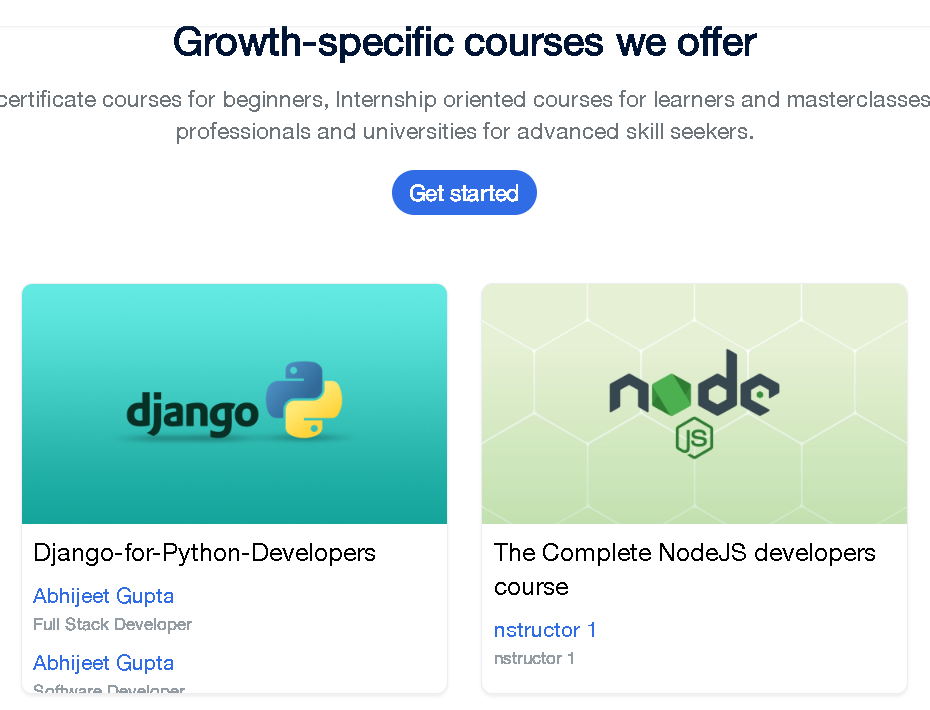 Growth-specific courses we offer
certificate courses for beginners, Internship oriented courses for learners and masterclasses
professionals and universities for advanced skill seekers.
Get started
django
node
JS
Django-for-Python-Developers
Abhijeet Gupta
Full Stack Developer
Abhijeet Gupta
Software Developer
The Complete NodeJS developers
course
nstructor 1
nstructor 1